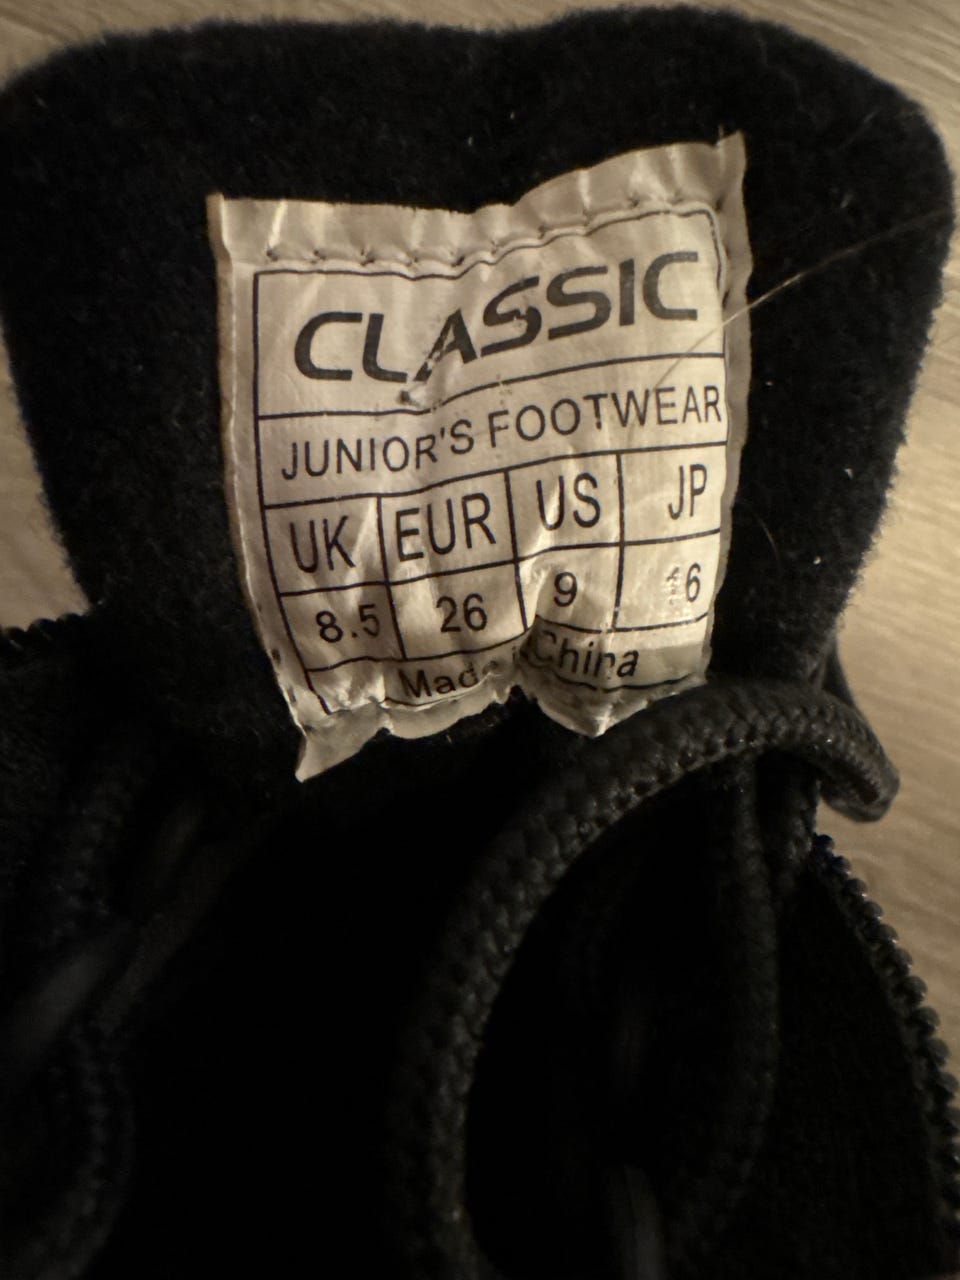 CLASSIC
JUNIOR'S FOOTWEAR
UK EUR US JP
8.5 26 9 16
Made in China